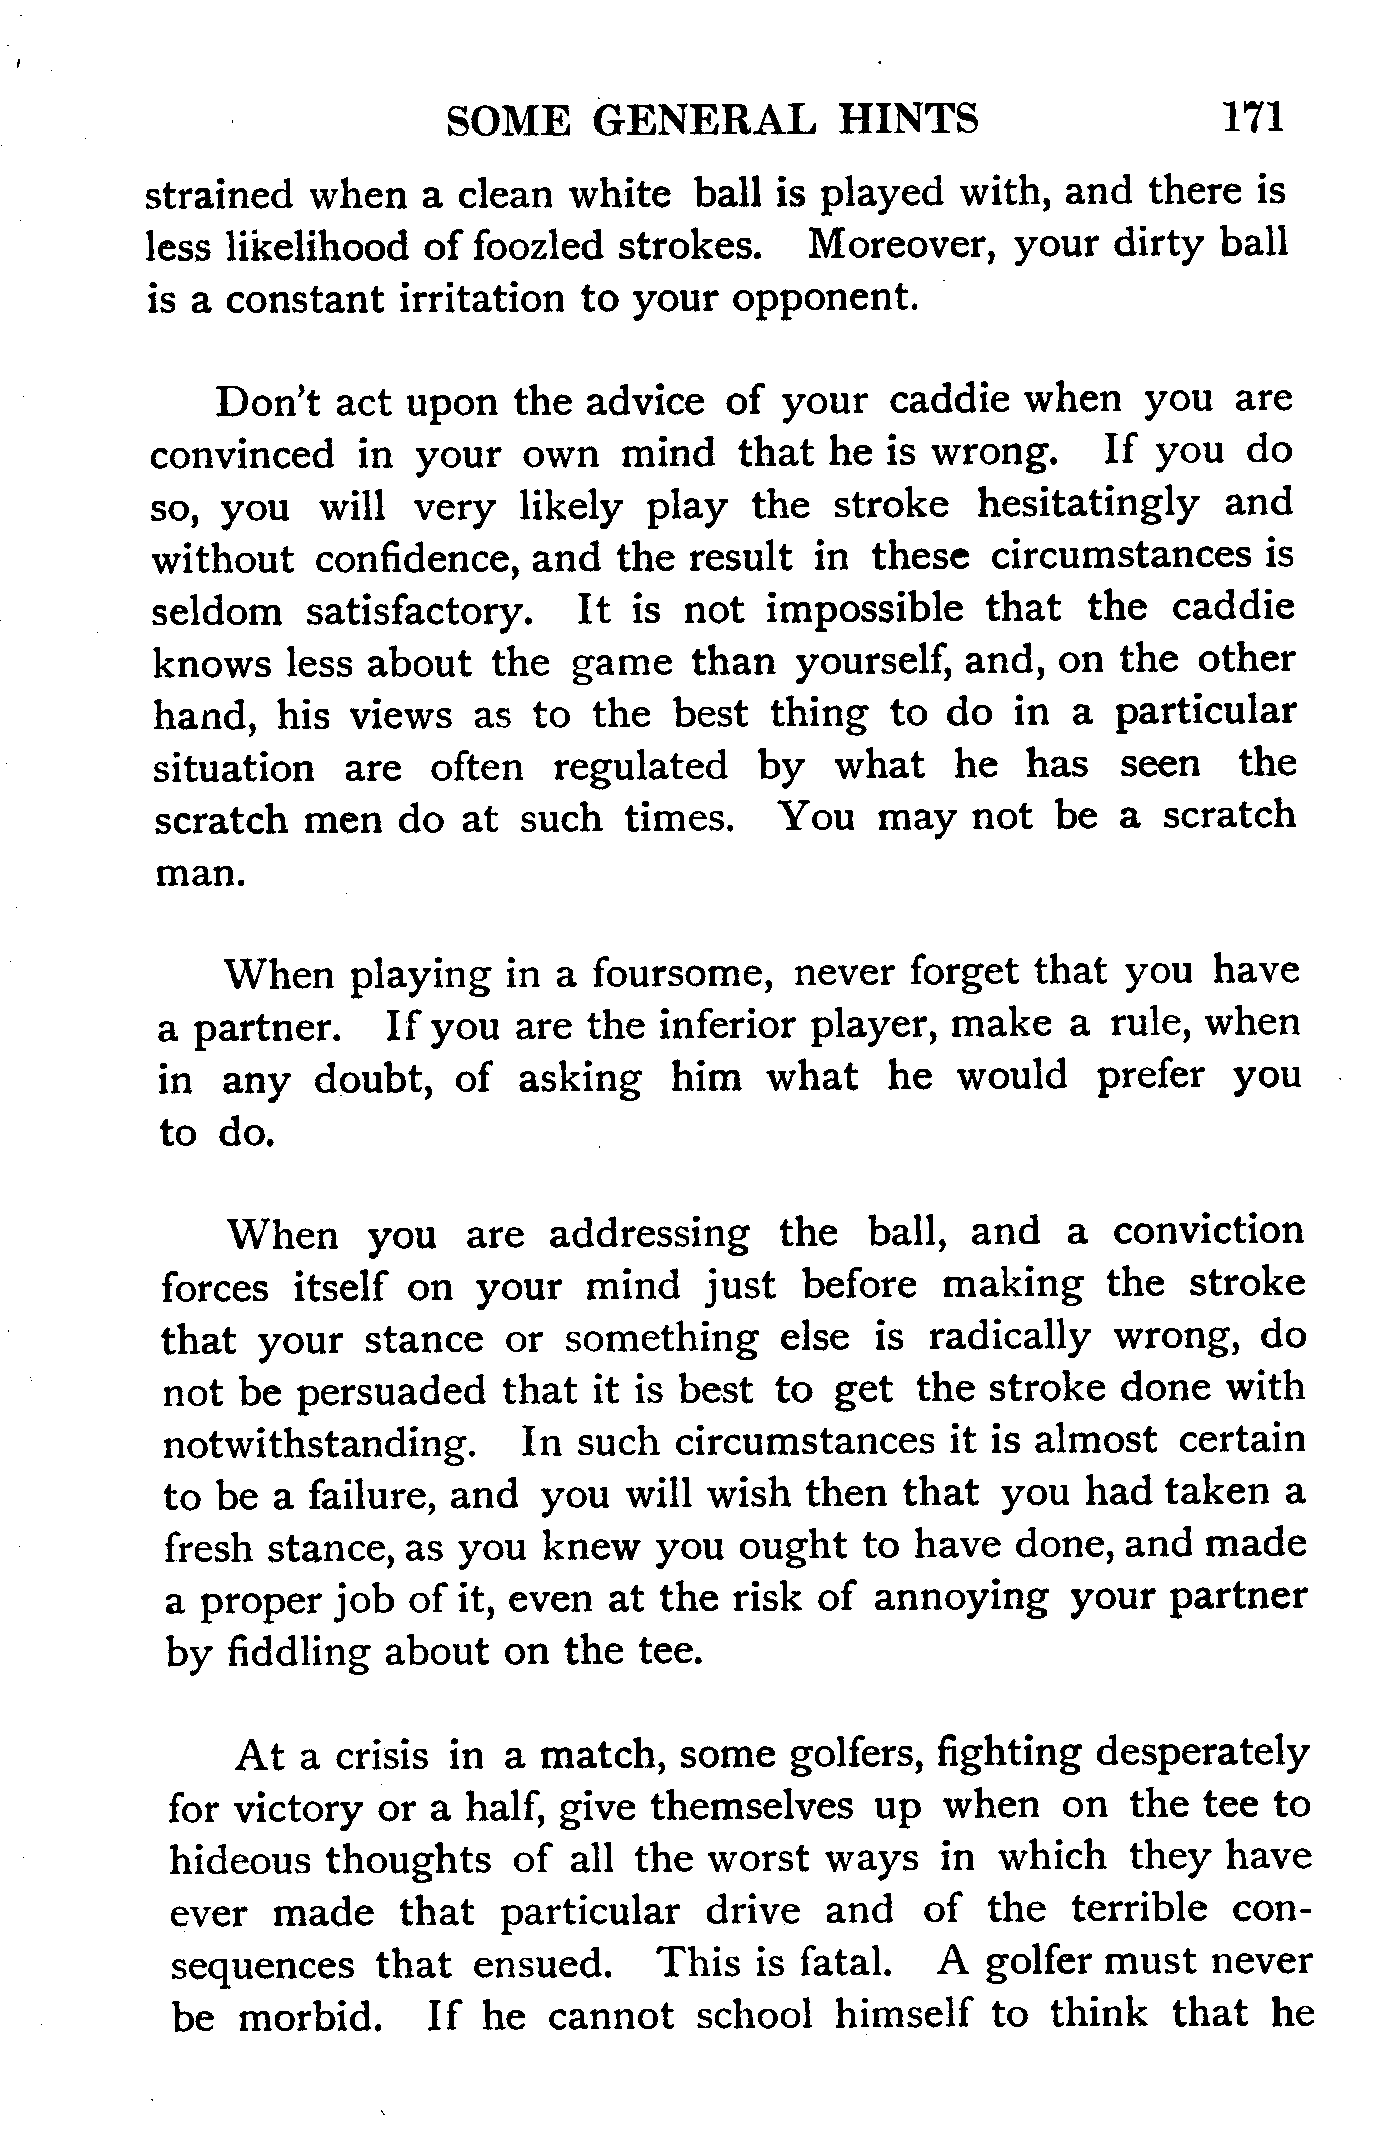 SOME GENERAL HINTS 171
strained when a clean white ball is played with, and there is
less likelihood of foozled strokes. Moreover, your dirty ball
is a constant irritation to your opponent.
Don't act upon the advice of your caddie when you are
convinced in your own mind that he is wrong. If you do
so, you will very likely play the stroke hesitatingly and
without confidence, and the result in these circumstances is
seldom satisfactory. It is not impossible that the caddie
knows less about the game than yourself, and, on the other
hand, his views as to the best thing to do in a particular
situation are often regulated by what he has seen the
scratch men do at such times. You may not be a scratch
man.
When playing in a foursome, never forget that you have
a partner. If you are the inferior player, make a rule, when
in any doubt, of asking him what he would prefer you
to do.
When you are addressing the ball, and a conviction
forces itself on your mind just before making the stroke
that your stance or something else is radically wrong, do
not be persuaded that it is best to get the stroke done with
notwithstanding. In such circumstances it is almost certain
to be a failure, and you will wish then that you had taken a
fresh stance, as you knew you ought to have done, and made
a proper job of it, even at the risk of annoying your partner
by fiddling about on the tee.
At a crisis in a match, some golfers, fighting desperately
for victory or a half, give themselves up when on the tee to
hideous thoughts of all the worst ways in which they have
ever made that particular drive and of the terrible con-
sequences that ensued. This is fatal. A golfer must never
be morbid. If he cannot school himself to think that he